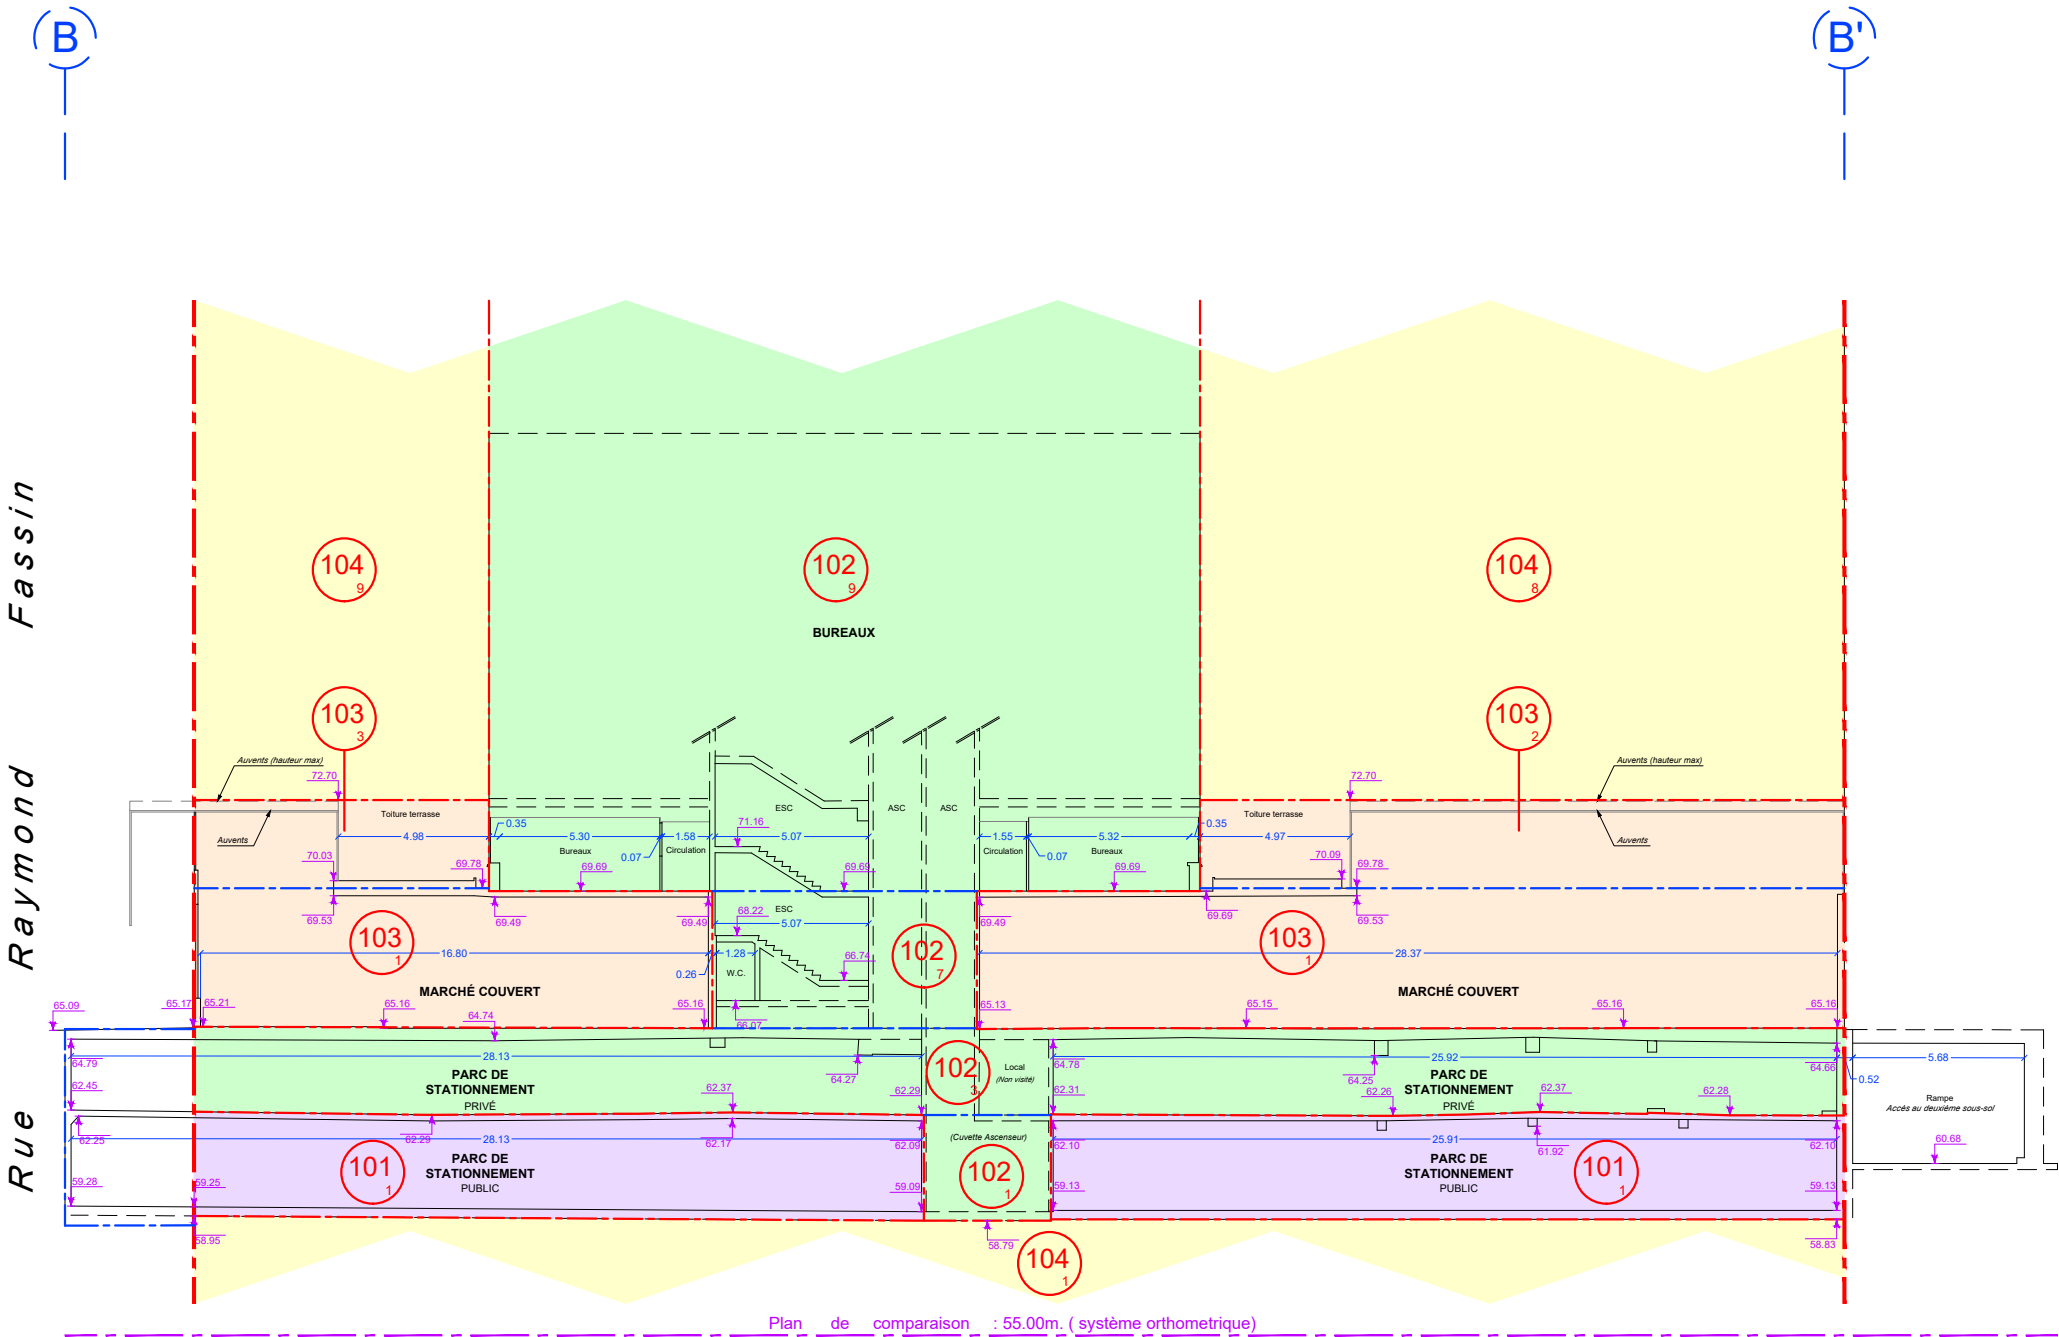 B
B'
Rue Raymond Fassin
104
9
102
9
104
8
BUREAUX
103
3
103
2
Auvents (hauteur max)
Auvents (hauteur max)
72.70
72.70
Toiture terrasse
ESC
ASC
ASC
Toiture terrasse
0.35
0.35
4.98
5.30
1.58
71.16
5.07
1.55
5.32
4.97
Auvents
Auvents
Bureaux
0.07
Circulation
Circulation
0.07
Bureaux
70.03
69.78
69.69
69.69
69.69
70.09
69.78
69.53
69.49
69.49
ESC
69.49
69.69
69.53
68.22
5.07
103
1
102
7
103
1
16.80
0.26
1.28
66.74
28.37
W.C.
MARCHÉ COUVERT
MARCHÉ COUVERT
65.09
65.17
65.21
65.16
64.74
65.16
66.07
65.13
65.15
65.16
65.16
28.13
25.92
5.68
64.79
64.27
102
3
Local
(Non visité)
64.78
64.25
64.66
0.52
62.45
PARC DE
STATIONNEMENT
PRIVÉ
62.37
62.29
62.31
62.26
PARC DE
STATIONNEMENT
PRIVÉ
62.37
62.28
Rampe
Accès au deuxième sous-sol
62.25
62.29
28.13
62.17
62.09
(Cuvette Ascenseur)
62.10
25.91
61.92
62.10
60.68
101
1
PARC DE
STATIONNEMENT
PUBLIC
102
1
PARC DE
STATIONNEMENT
PUBLIC
101
1
59.28
59.25
59.09
59.13
59.13
58.95
58.79
58.83
104
1
Plan de comparaison : 55.00m. ( système orthometrique)